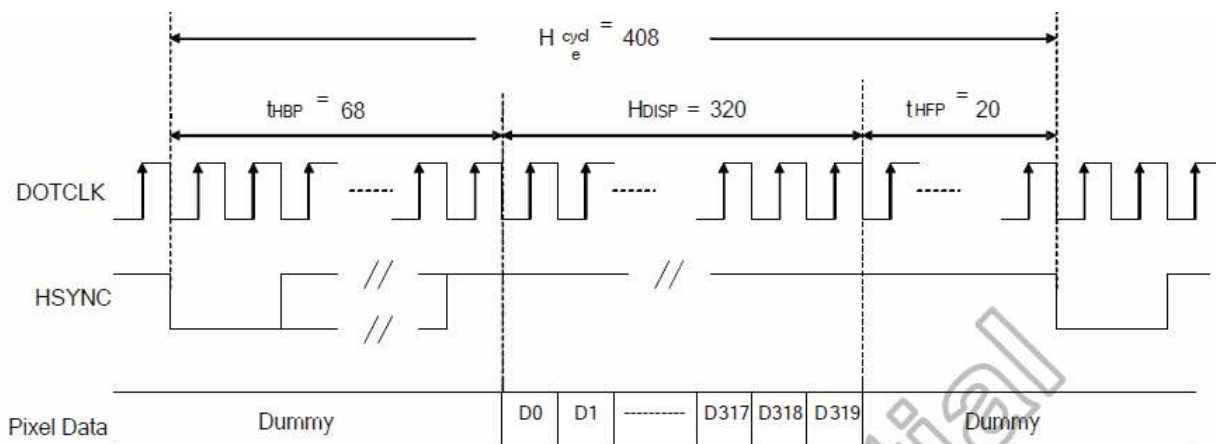 H cycl e = 408
tHBP = 68
HDISP = 320
tHFP = 20
DOTCLK
HSYNC
Pixel Data
Dummy
D0
D1
D317
D318
D319
Dummy